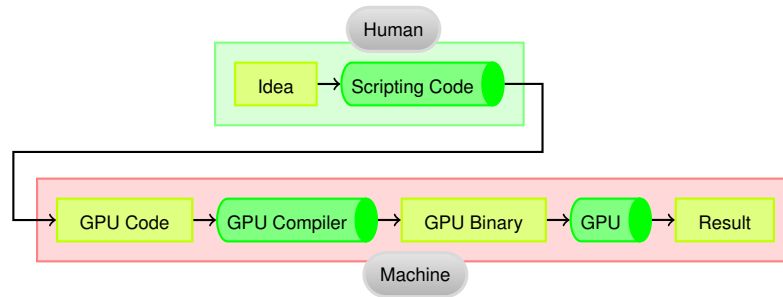 Human
Idea
Scripting Code
GPU Code
GPU Compiler
GPU Binary
GPU
Result
Machine